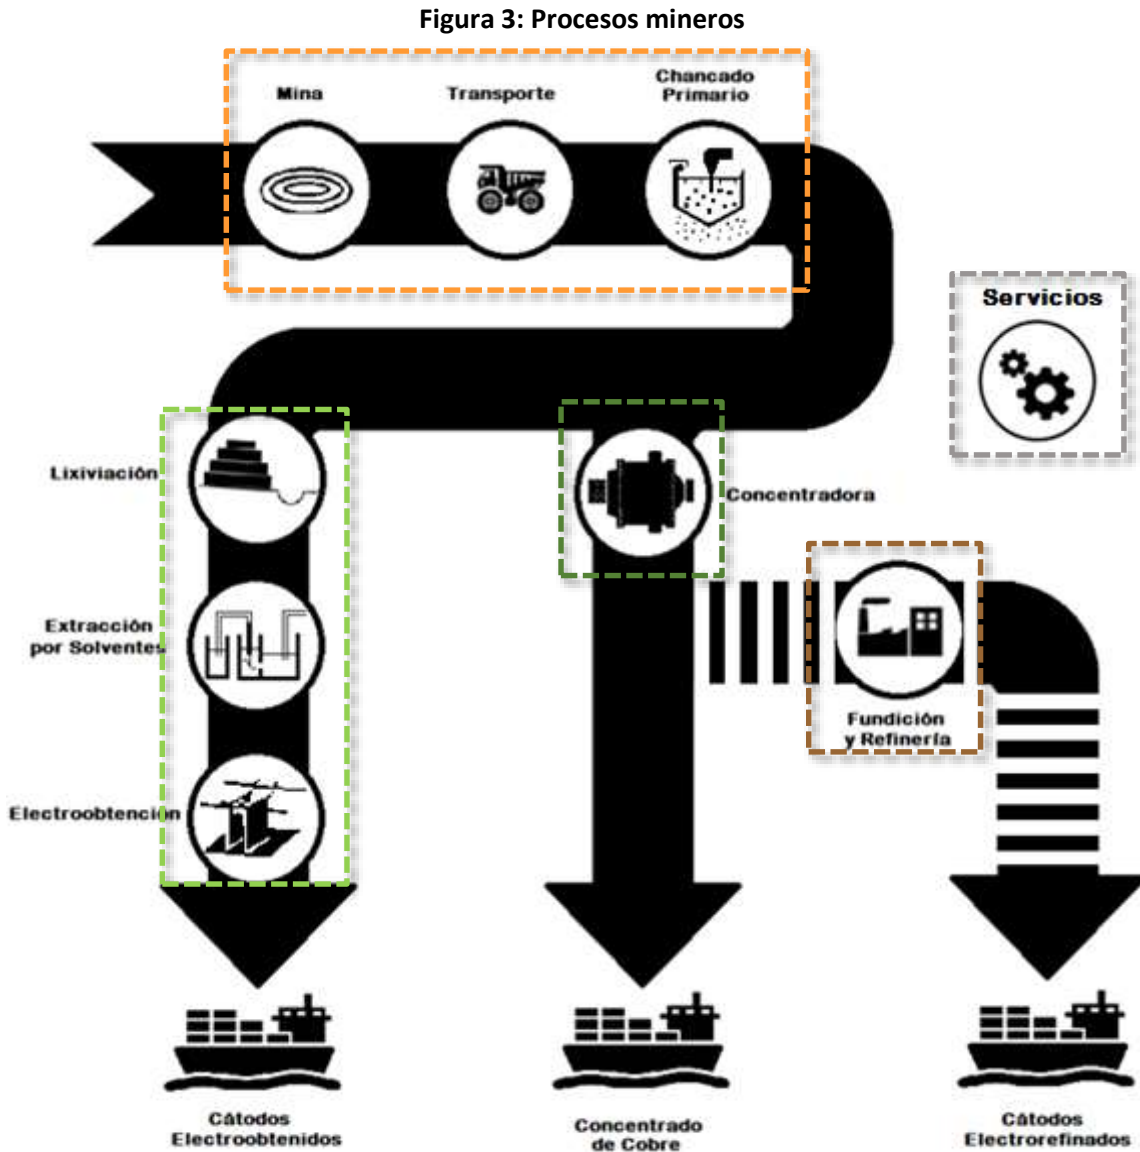 Figura 3: Procesos mineros
Mina
Transporte
Chancado
Primario
Servicios
Lixiviación
Concentradora
Extracción
por Solventes
Fundición
y Refinería
Electroobtención
Cátodos
Electroobtenidos
Concentrado
de Cobre
Cátodos
Electrorefinados